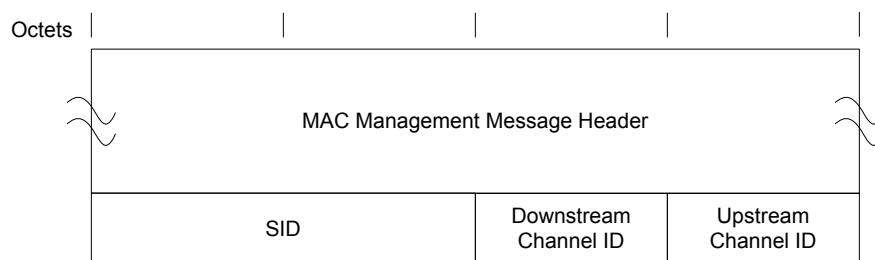 Octets
MAC Management Message Header
SID
Downstream
Channel ID
Upstream
Channel ID